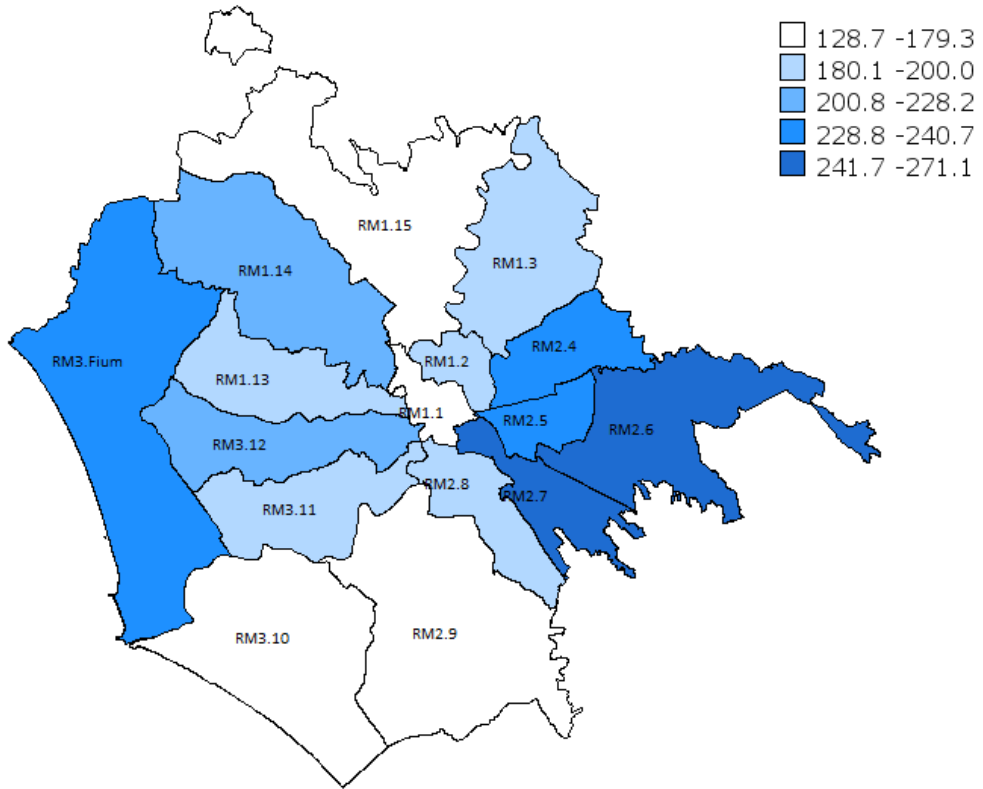 128.7 -179.3
180.1 -200.0
200.8 -228.2
228.8 -240.7
241.7 -271.1
RM1.15
RM1.3
RM1.14
RM2.4
RM3.Fium
RM1.2
RM1.13
RM1.1
RM2.5
RM2.6
RM3.12
RM2.8
RM2.7
RM3.11
RM2.9
RM3.10